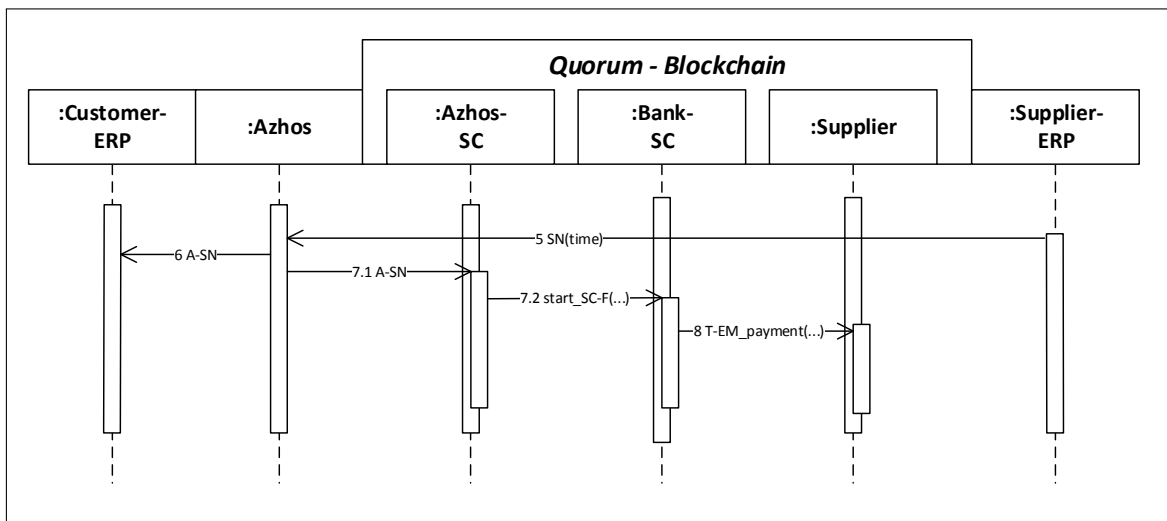 Quorum - Blockchain
:Customer-
ERP
:Azhos
:Azhos-
SC
:Bank-
SC
:Supplier
:Supplier-
ERP
5 SN(time)
6 A-SN
7.1 A-SN
7.2 start_SC-F(...)
8 T-EM_payment(...)